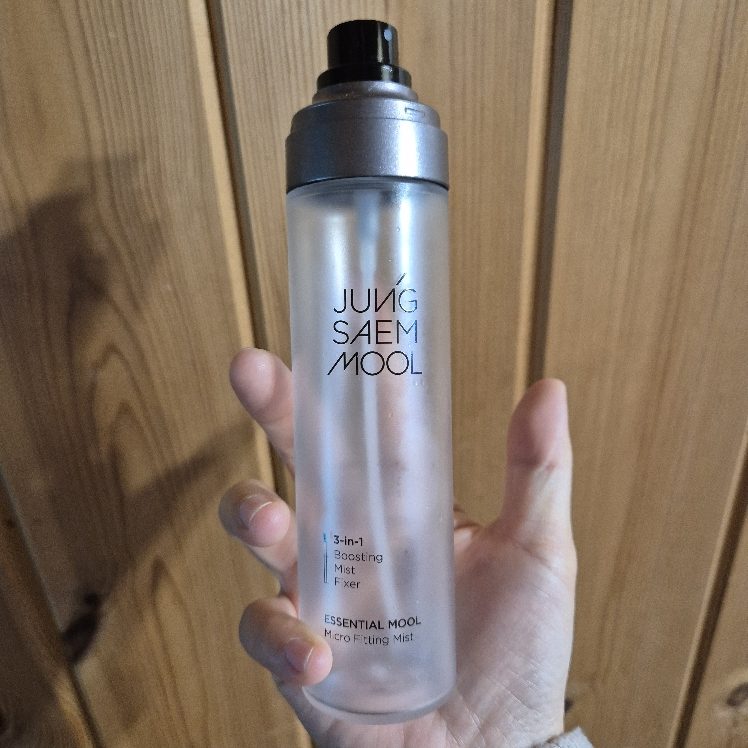 JUNG
SAEM
MOOL
3-in-1
Boosting
Mist
Fixer
ESSENTIAL MOOL
Micro Fitting Mist